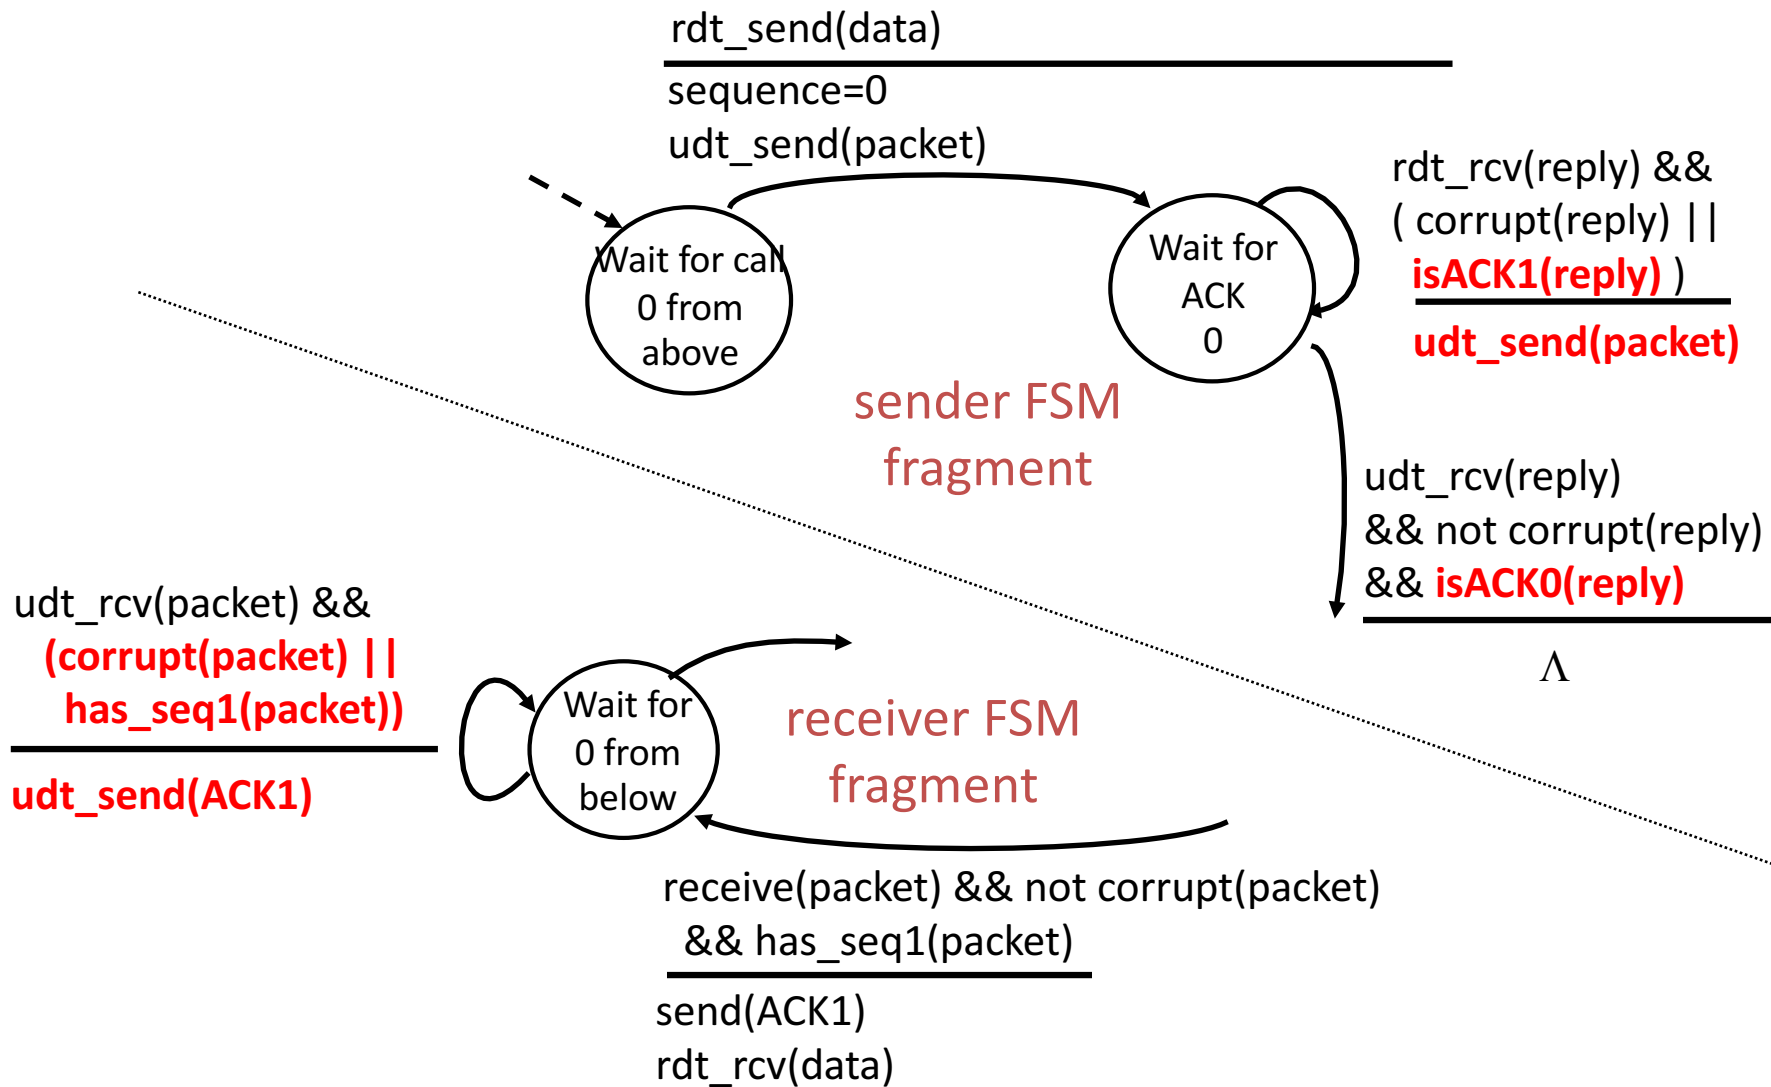 rdt_send(data)
sequence=0
udt_send(packet)
Wait for call
0 from
above
Wait for
ACK
0
rdt_rcv(reply) &&
( corrupt(reply) ||
isACK1(reply) )
udt_send(packet)
sender FSM
fragment
udt_rcv(reply)
&& not corrupt(reply)
&& isACK0(reply)
Λ
udt_rcv(packet) &&
(corrupt(packet) ||
has_seq1(packet))
udt_send(ACK1)
Wait for
0 from
below
receiver FSM
fragment
receive(packet) && not corrupt(packet)
&& has_seq1(packet)
send(ACK1)
rdt_rcv(data)